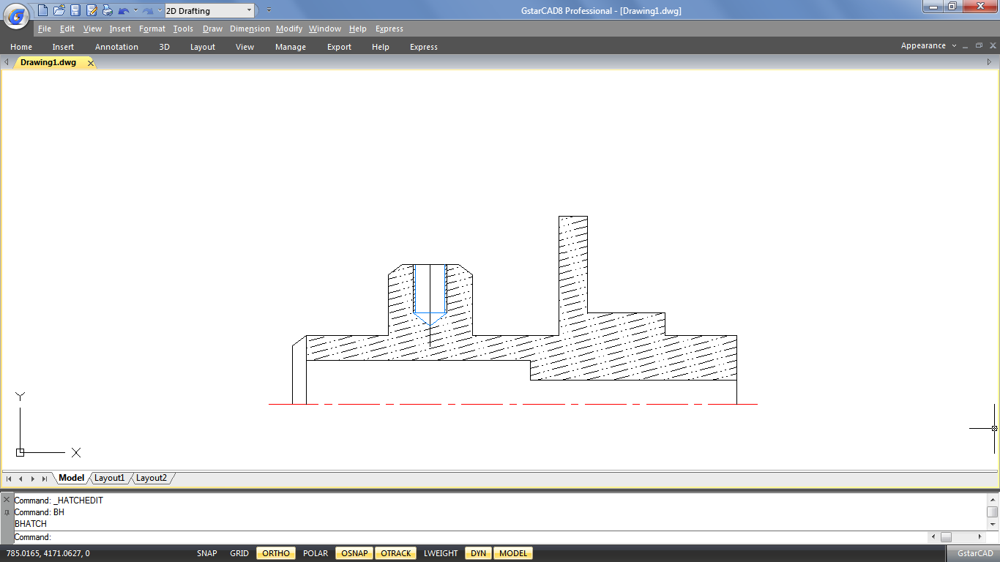 2D Drafting
GstarCAD8 Professional - [Drawing1.dwg]
File Edit View Insert Format Tools Draw Dimension Modify Window Help Express
Home Insert Annotation 3D Layout View Manage Export Help Express Appearance
Drawing1.dwg
Y
X
Model Layout1 Layout2
Command: _HATCHEDIT
Command: BH
BHATCH
Command:
785.0165, 4171.0627, 0 SNAP GRID ORTHO POLAR OSNAP OTRACK LWEIGHT DYN MODEL GstarCAD